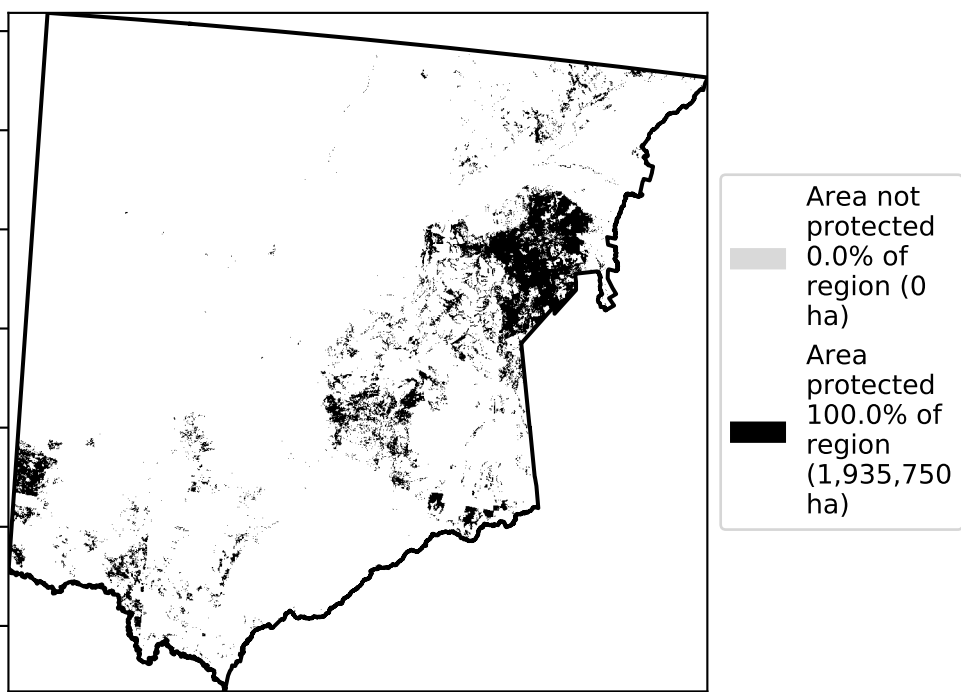 Area not
protected
0.0% of
region (0
ha)
Area
protected
100.0% of
region
(1,935,750
ha)